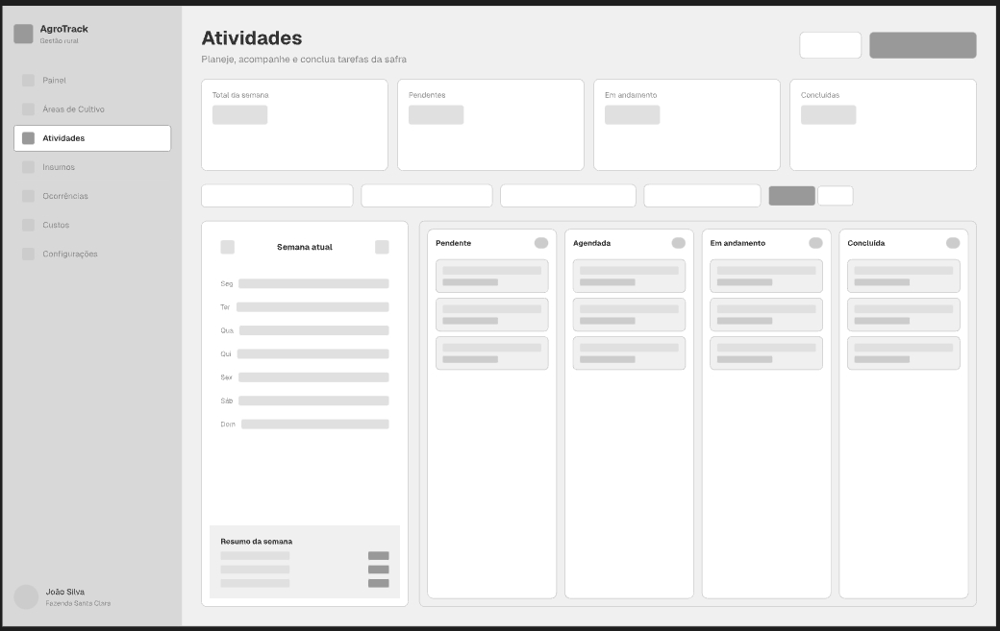 AgroTrack
Gestão rural
Painel
Áreas de Cultivo
Atividades
Insumos
Ocorrências
Custos
Configurações
João Silva
Fazenda Santa Clara
Atividades
Planeje, acompanhe e conclua tarefas da safra
Total da semana
Pendentes
Em andamento
Concluídas
Semana atual
Seg
Ter
Qua
Qui
Sex
Sáb
Dom
Resumo da semana
Pendente
Agendada
Em andamento
Concluída